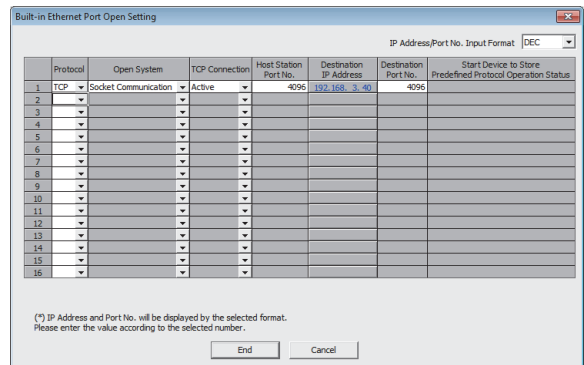 Built-in Ethernet Port Open Setting
IP Address/Port No. Input Format DEC
Protocol Open System TCP Connection Host Station Port No. Destination IP Address Destination Port No. Start Device to Store Predefined Protocol Operation Status
1 TCP Socket Communication Active 4096 192.168. 3. 40 4096
2
3
4
5
6
7
8
9
10
11
12
13
14
15
16
(*) IP Address and Port No. will be displayed by the selected format.
Please enter the value according to the selected number.
End Cancel